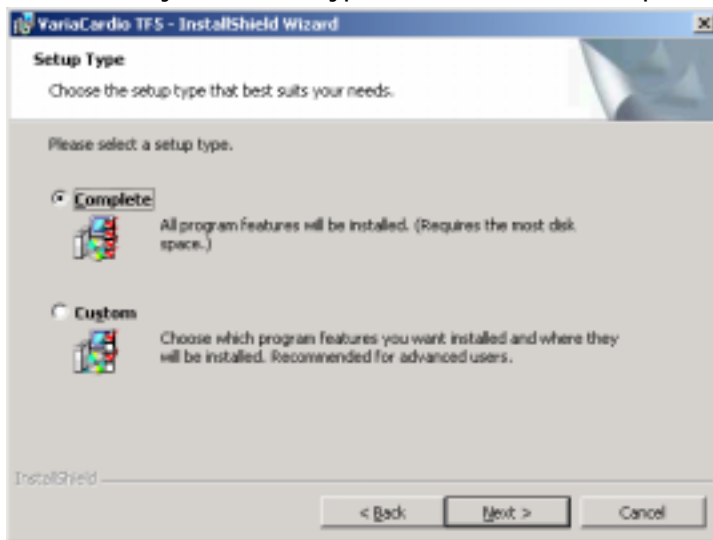 VariaCardio TF5 - InstallShield Wizard
Setup Type
Choose the setup type that best suits your needs.
Please select a setup type.
Complete
All program features will be installed. (Requires the most disk
space.)
Custom
Choose which program features you want installed and where they
will be installed. Recommended for advanced users.
InstallShield
< Back
Next >
Cancel